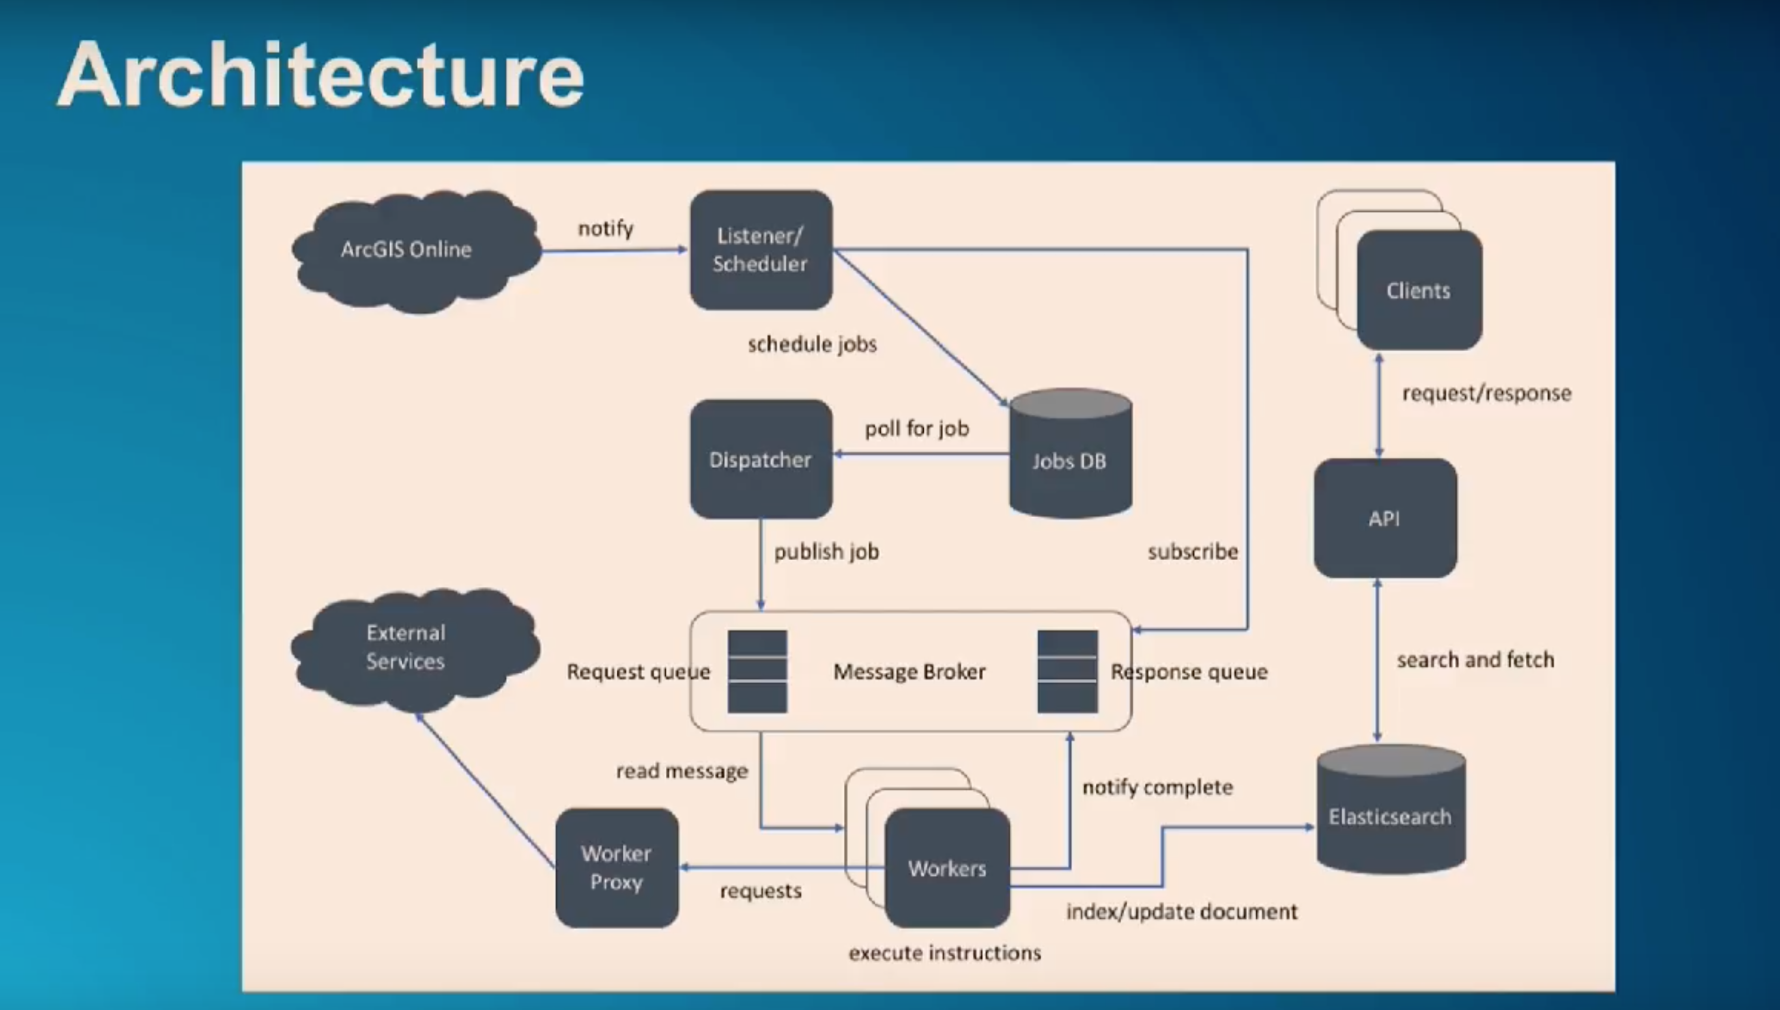 Architecture
ArcGIS Online
notify
Listener/
Scheduler
Clients
schedule jobs
request/response
Dispatcher
poll for job
Jobs DB
API
publish job
subscribe
External
Services
Request queue
Message Broker
Response queue
search and fetch
read message
notify complete
Worker
Proxy
requests
Workers
Elasticsearch
index/update document
execute instructions